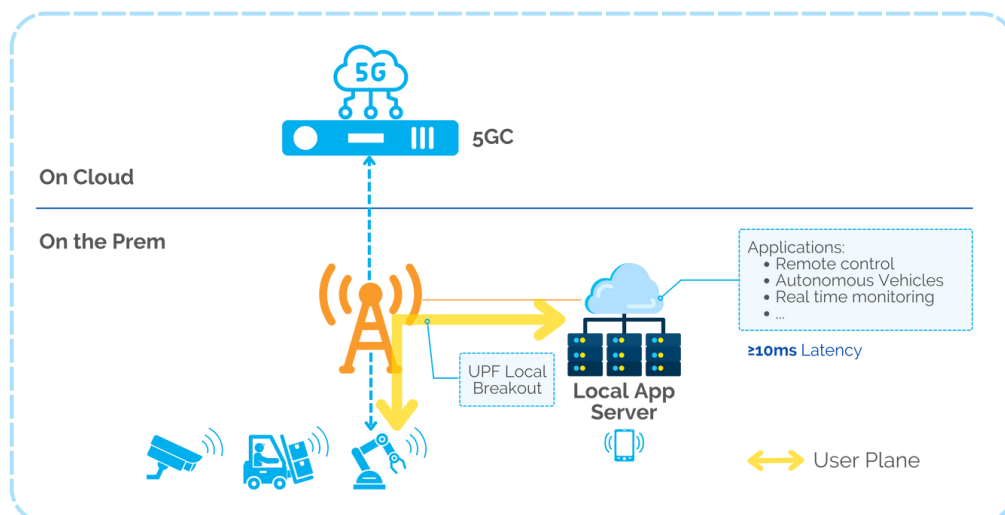 5G
5GC
On Cloud
On the Prem
Applications:
• Remote control
• Autonomous Vehicles
• Real time monitoring
• ...
≥10ms Latency
UPF Local
Breakout
Local App
Server
User Plane